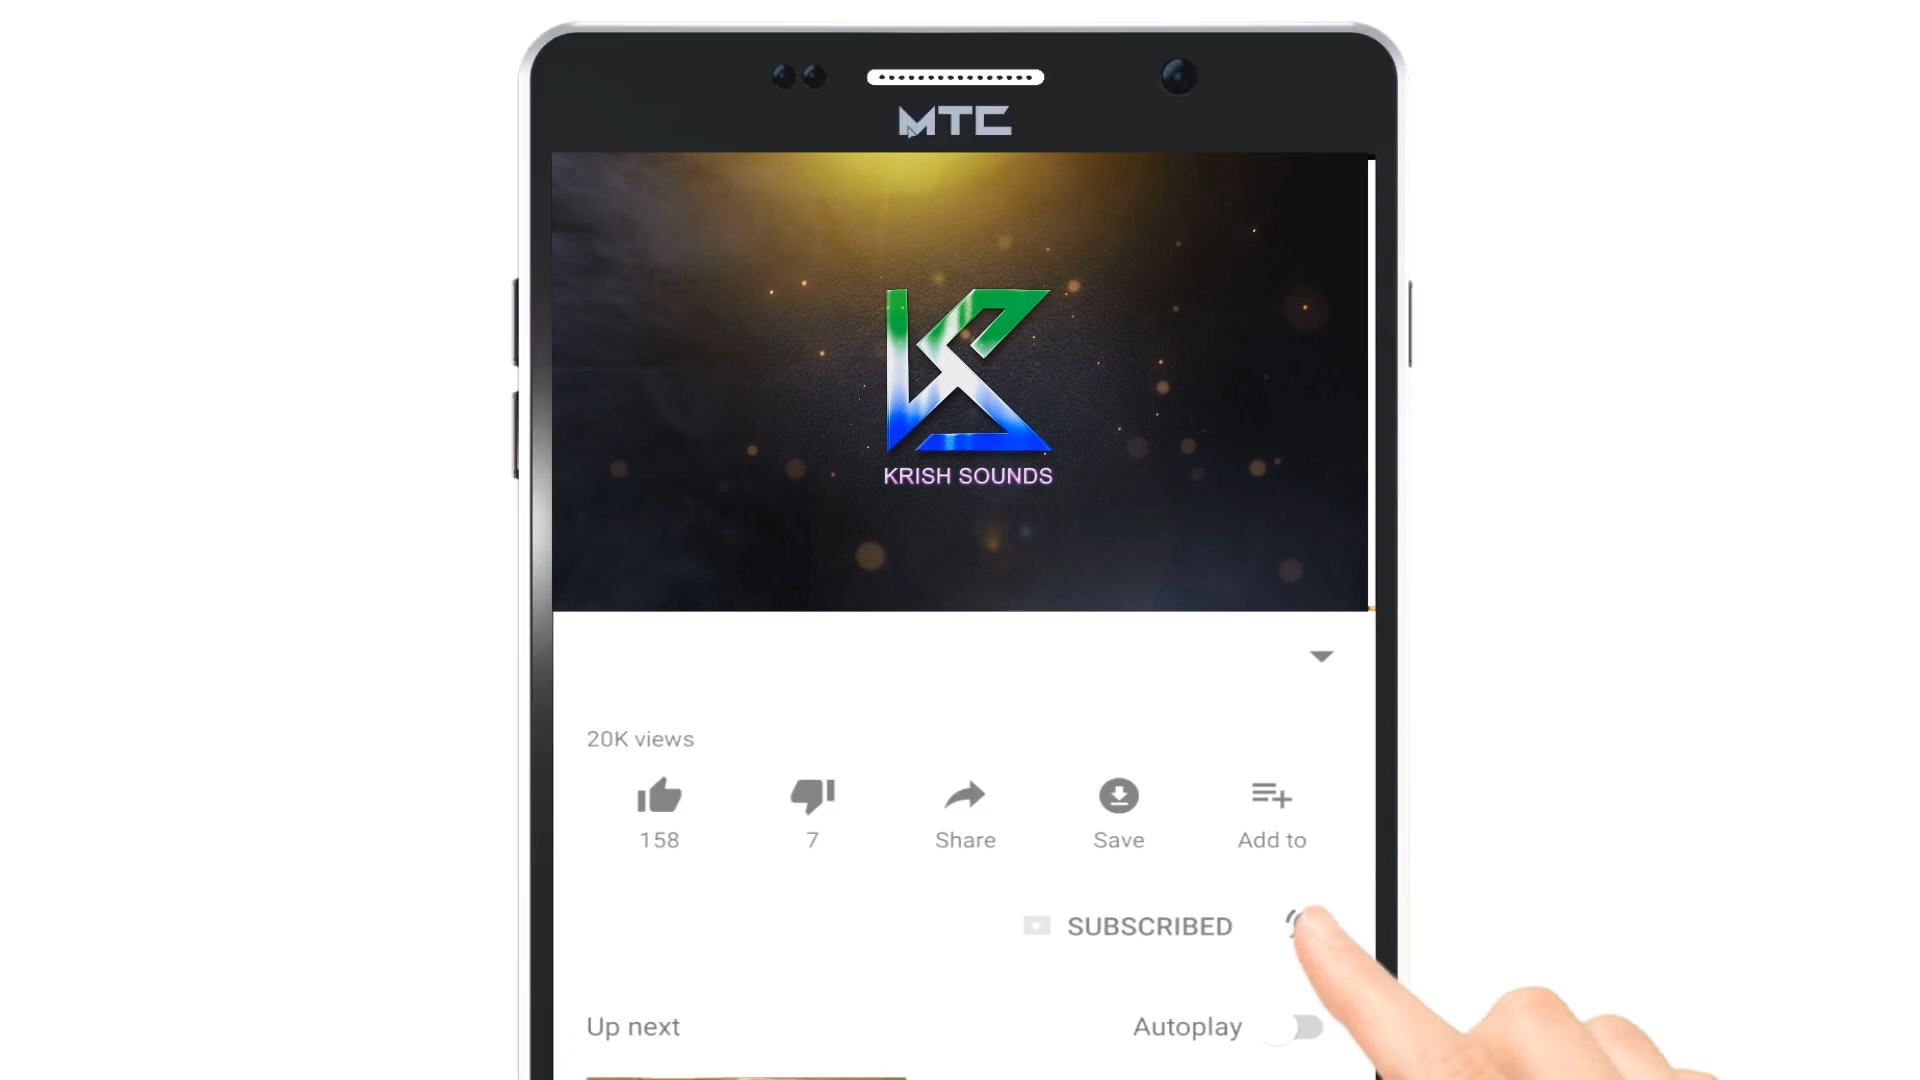 MTC
KRISH SOUNDS
20K views
158
7
Share
Save
Add to
SUBSCRIBED
Up next
Autoplay